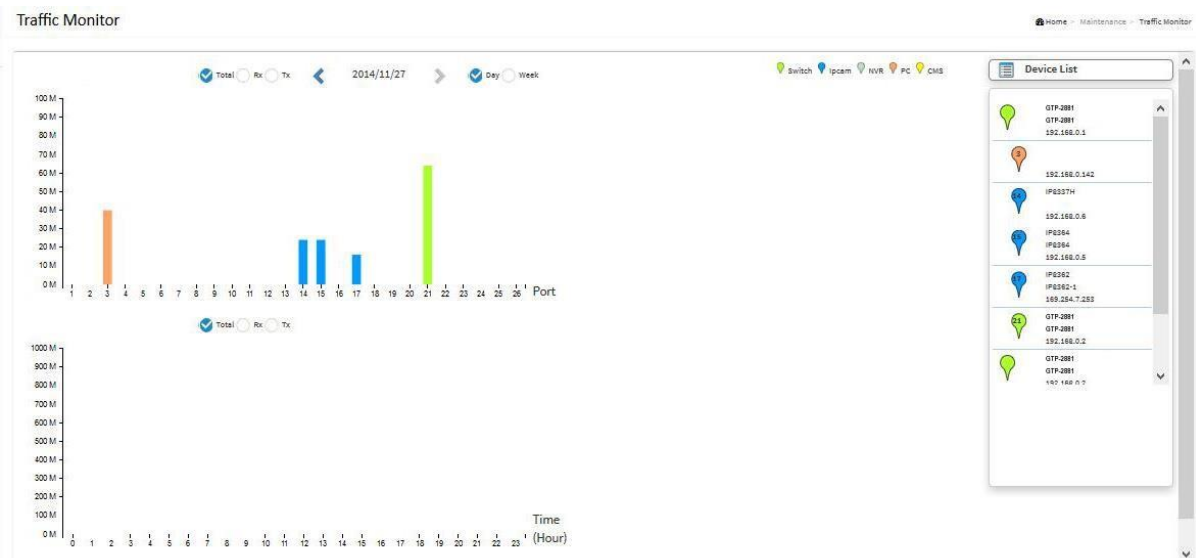 Traffic Monitor
Home > Maintenance > Traffic Monitor
Total Rx Tx 2014/11/27 Day Week
Switch Ipcam NVR PC CMS
100 M
90 M
80 M
70 M
60 M
50 M
40 M
30 M
20 M
10 M
0 M
1 2 3 4 5 6 7 8 9 10 11 12 13 14 15 16 17 18 19 20 21 22 23 24 25 26 Port
Total Rx Tx
1000 M
900 M
800 M
700 M
600 M
500 M
400 M
300 M
200 M
100 M
0 M
0 1 2 3 4 5 6 7 8 9 10 11 12 13 14 15 16 17 18 19 20 21 22 23
Time
(Hour)
Device List
GTP-2881
GTP-2881
192.168.0.1
3
192.168.0.142
14
IP8337H
192.168.0.6
15
IP8364
IP8364
192.168.0.5
17
IP8362
IP8362-1
169.254.7.253
21
GTP-2881
GTP-2881
192.168.0.2
GTP-2881
GTP-2881